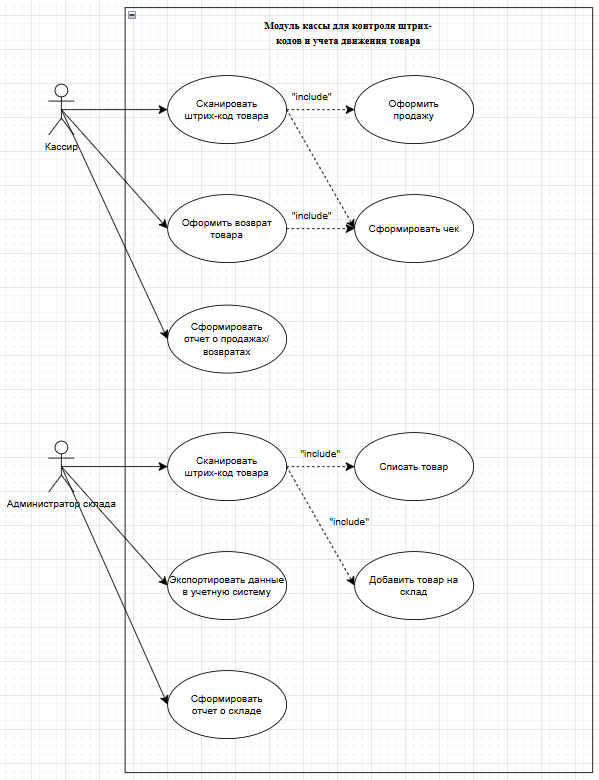 Модуль кассы для контроля штрих-
кодов и учета движения товара
Кассир
Сканировать
штрих-код товара
"include"
Оформить
продажу
Оформить возврат
товара
"include"
Сформировать чек
Сформировать
отчет о продажах/
возвратах
Администратор склада
Сканировать
штрих-код товара
"include"
Списать товар
"include"
Экспортировать данные
в учетную систему
Добавить товар на
склад
Сформировать
отчет о складе